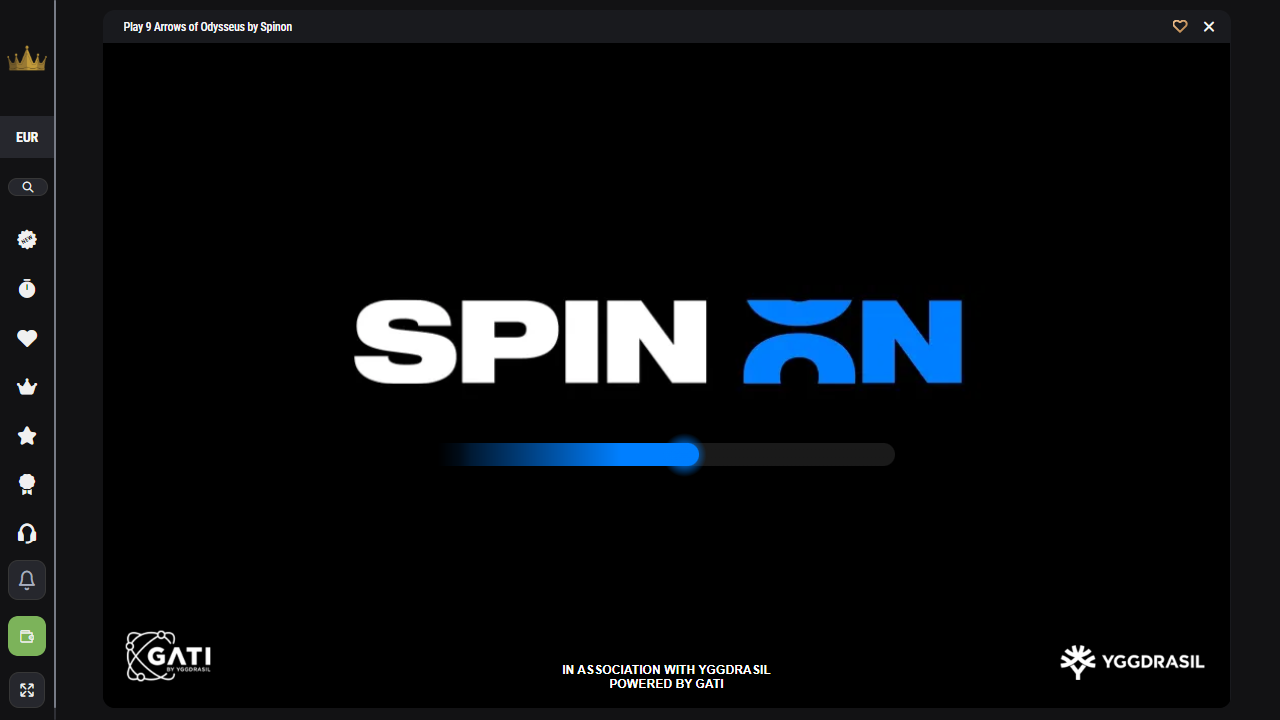 Play 9 Arrows of Odysseus by Spinon
EUR
NEW
SPIN ON
GATI
BY YGGDRASIL
IN ASSOCIATION WITH YGGDRASIL
POWERED BY GATI
YGGDRASIL